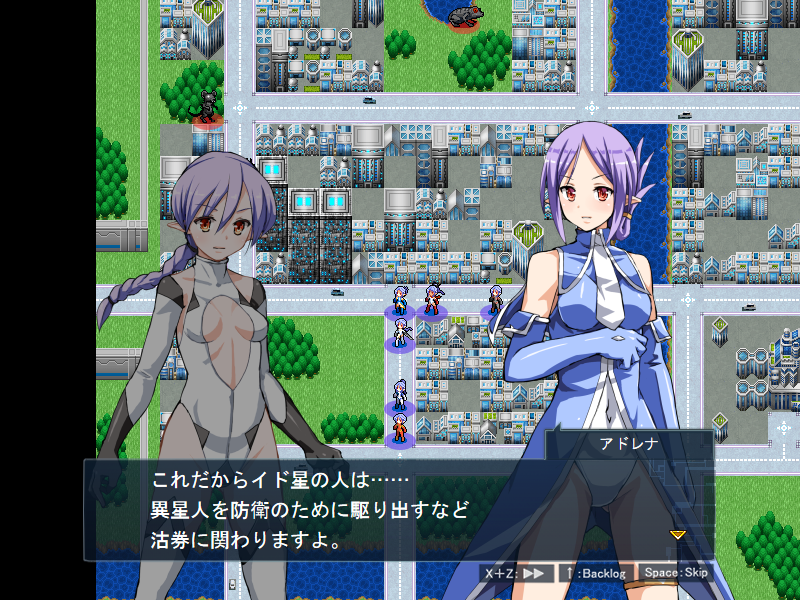 アドレナ
これだからイド星の人は……
異星人を防衛のために駆り出すなど
沽券に関わりますよ。
X+Z:▶▶ ↑:Backlog Space:Skip